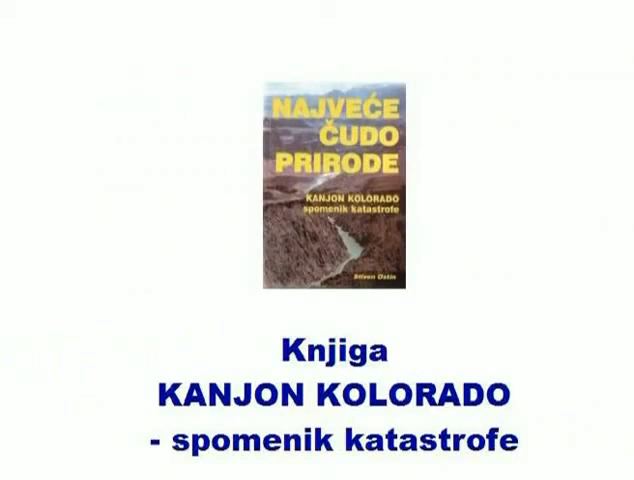 NAJVEĆE
ČUDO
PRIRODE
KANJON KOLORADO
spomenik katastrofe
Stiven Ostin
Knjiga
KANJON KOLORADO
- spomenik katastrofe